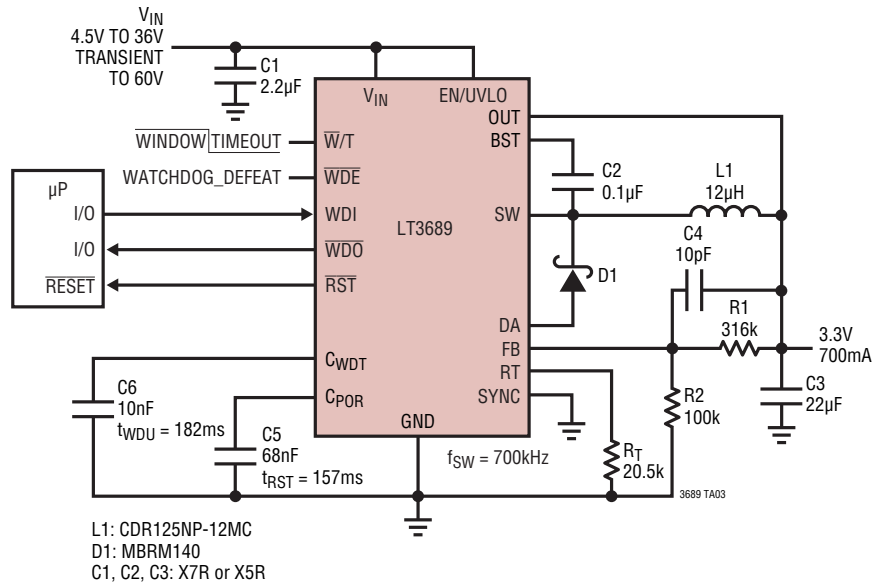 VIN
4.5V TO 36V
TRANSIENT
TO 60V
C1
2.2µF
VIN
EN/UVLO
OUT
BST
WINDOW TIMEOUT
W/T
WATCHDOG_DEFEAT
WDE
C2
0.1µF
L1
12µH
µP
I/O
WDI
LT3689
SW
C4
10pF
I/O
WDO
RESET
RST
D1
DA
R1
316k
FB
3.3V
700mA
CWDT
RT
C6
10nF
tWDU = 182ms
CPOR
SYNC
R2
100k
C3
22µF
GND
C5
68nF
tRST = 157ms
fSW = 700kHz
RT
20.5k
3689 TA03
L1: CDR125NP-12MC
D1: MBRM140
C1, C2, C3: X7R or X5R